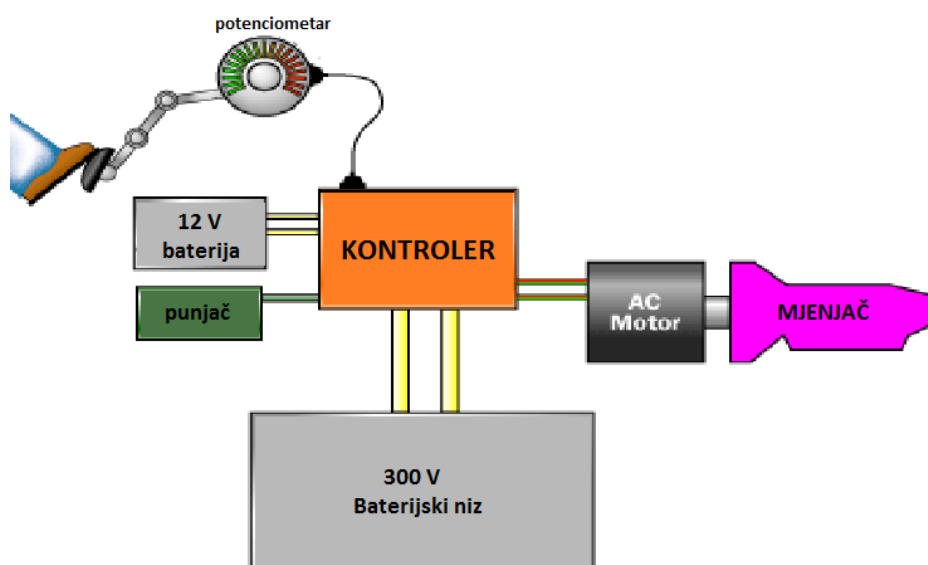 potenciometar
12 V
baterija
KONTROLER
punjač
AC
Motor
MJENJAČ
300 V
Baterijski niz